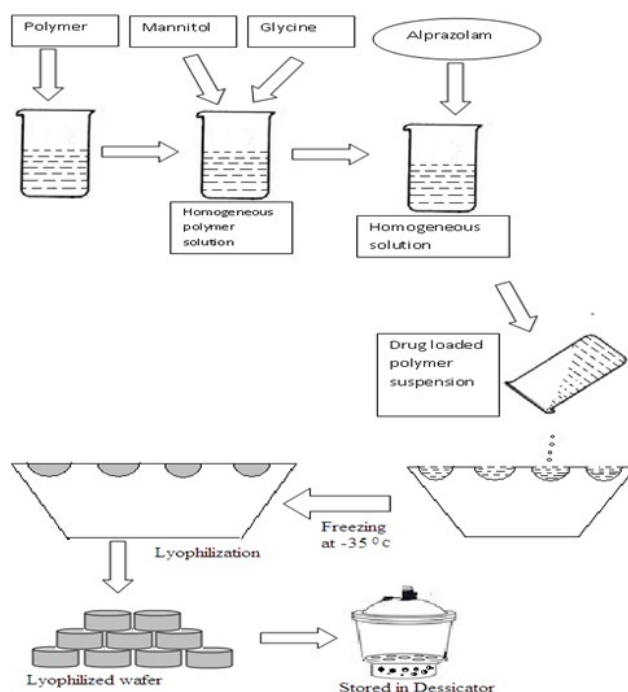 Polymer
Mannitol
Glycine
Alprazolam
Homogeneous
polymer
solution
Homogeneous
solution
Drug loaded
polymer
suspension
Freezing
at -35 ⁰c
Lyophilization
Lyophilized wafer
Stored in Dessicator